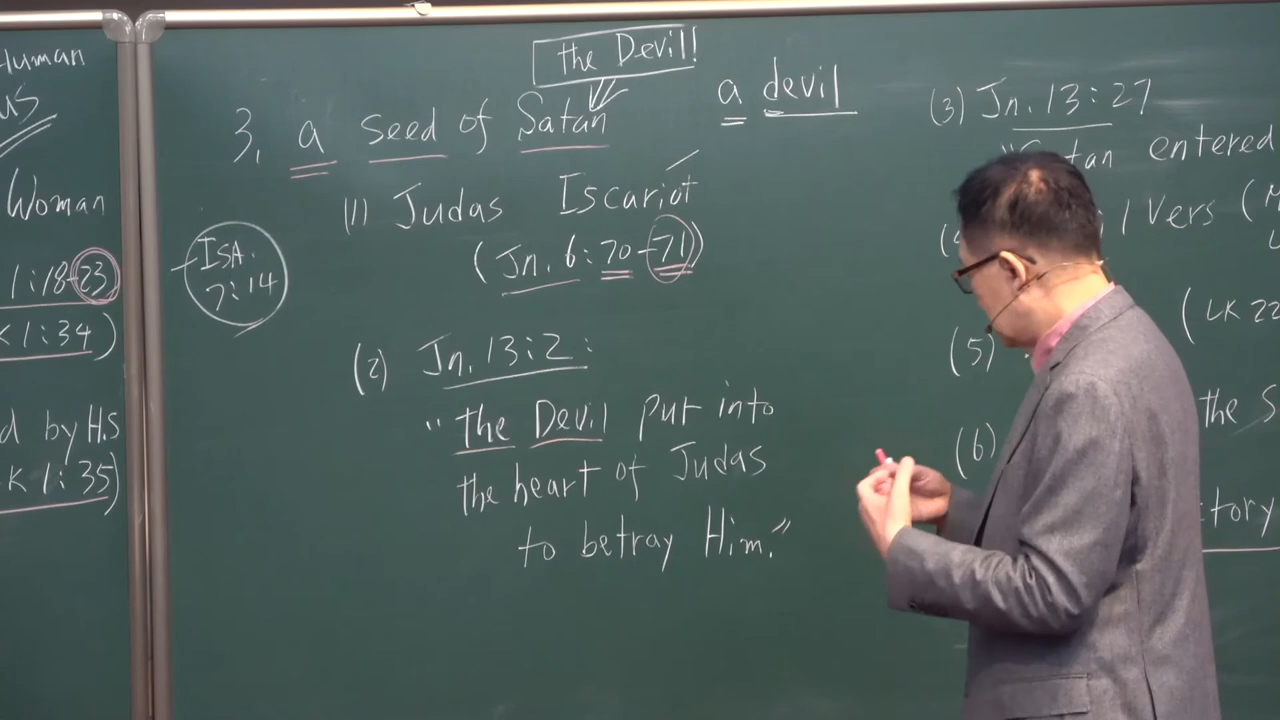 Human
US
Woman
1:18-23
K 1:34)
d by H.S
K 1:35)
the Devil!
3, a Seed of Satan
a devil
(1) Judas Iscariot
(Jn. 6:70-71)
ISA.
7:14
(2) Jn. 13:2:
"the Devil put into
the heart of Judas
to betray Him."
(3) Jn. 13:27
tan entered
l Vers (M
(LK 22
(5)
the S
(6)
tory